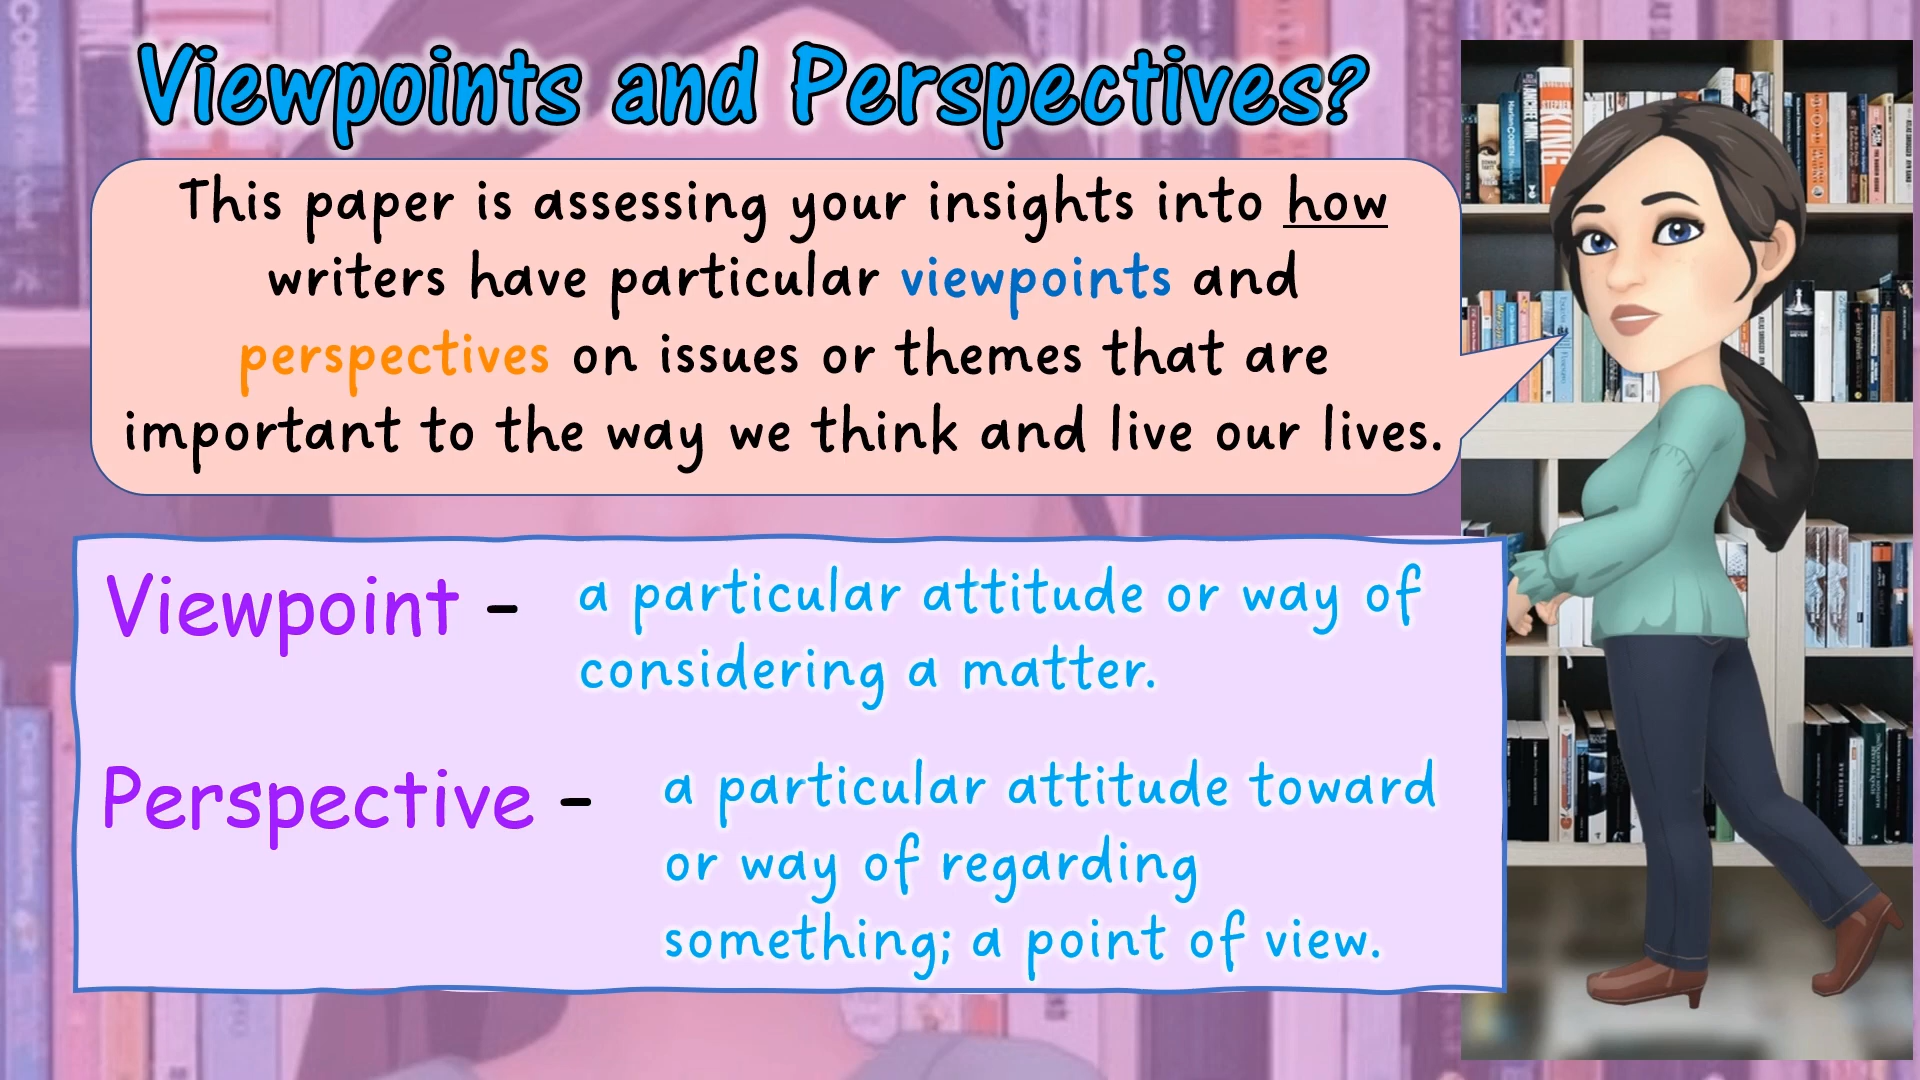 Viewpoints and Perspectives?
This paper is assessing your insights into how
writers have particular viewpoints and
perspectives on issues or themes that are
important to the way we think and live our lives.
Viewpoint -
a particular attitude or way of
considering a matter.
Perspective -
a particular attitude toward
or way of regarding
something; a point of view.
KING